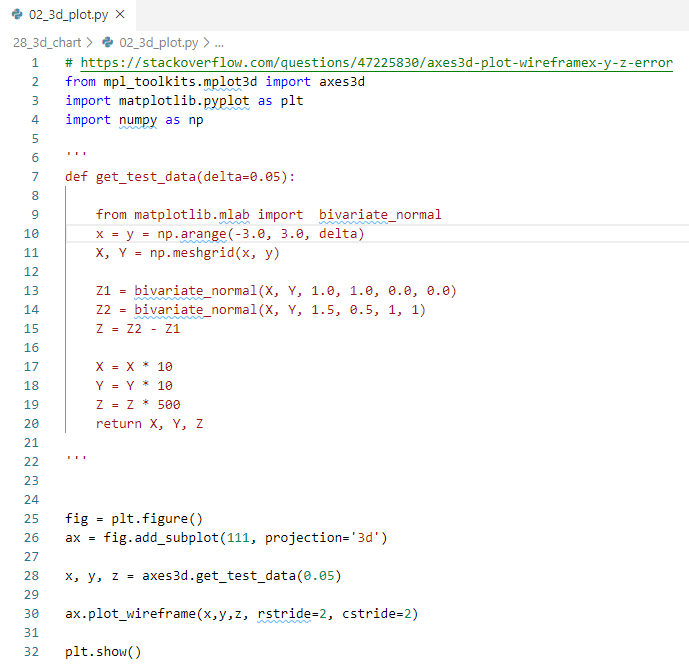 02_3d_plot.py ×
28_3d_chart > 02_3d_plot.py > ...
1 # https://stackoverflow.com/questions/47225830/axes3d-plot-wireframex-y-z-error
2 from mpl_toolkits.mplot3d import axes3d
3 import matplotlib.pyplot as plt
4 import numpy as np
5
6 '''
7 def get_test_data(delta=0.05):
8
9     from matplotlib.mlab import  bivariate_normal
10     x = y = np.arange(-3.0, 3.0, delta)
11     X, Y = np.meshgrid(x, y)
12
13     Z1 = bivariate_normal(X, Y, 1.0, 1.0, 0.0, 0.0)
14     Z2 = bivariate_normal(X, Y, 1.5, 0.5, 1, 1)
15     Z = Z2 - Z1
16
17     X = X * 10
18     Y = Y * 10
19     Z = Z * 500
20     return X, Y, Z
21
22 '''
23
24
25 fig = plt.figure()
26 ax = fig.add_subplot(111, projection='3d')
27
28 x, y, z = axes3d.get_test_data(0.05)
29
30 ax.plot_wireframe(x,y,z, rstride=2, cstride=2)
31
32 plt.show()